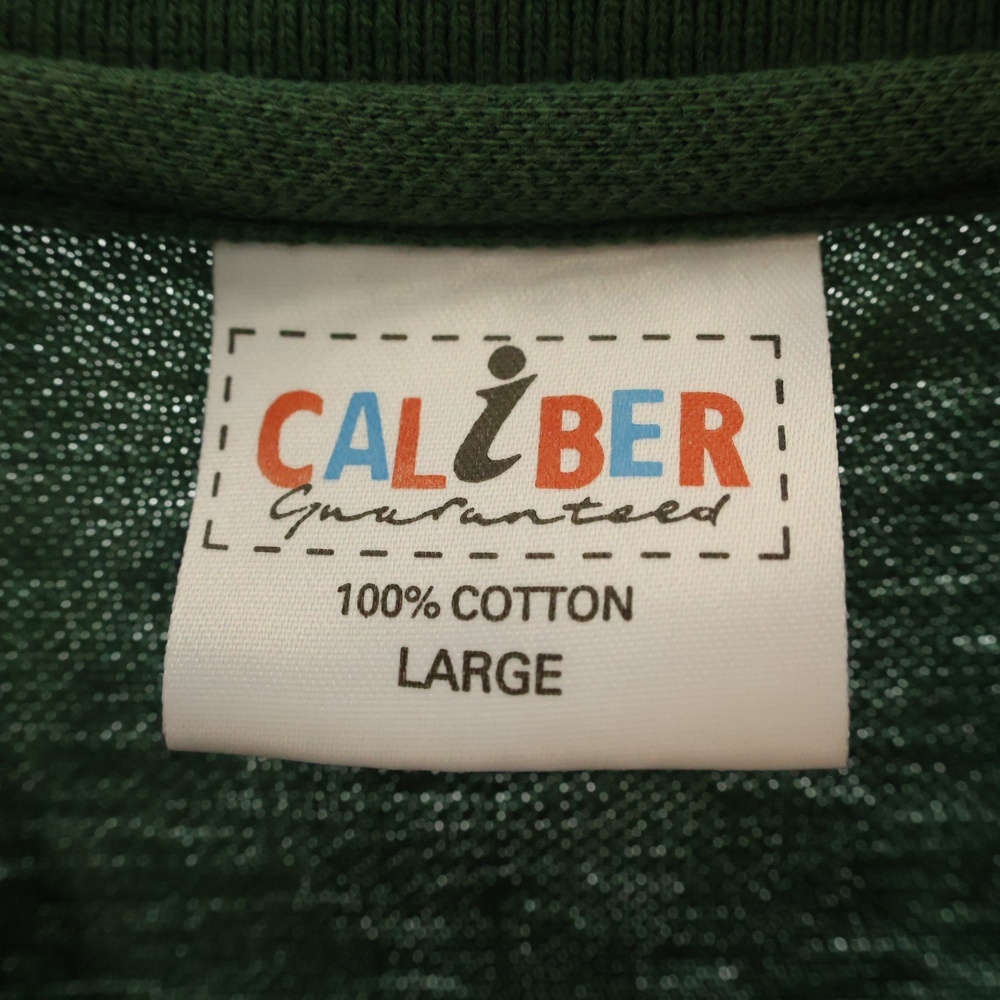 CALiBER
Guaranteed
100% COTTON
LARGE